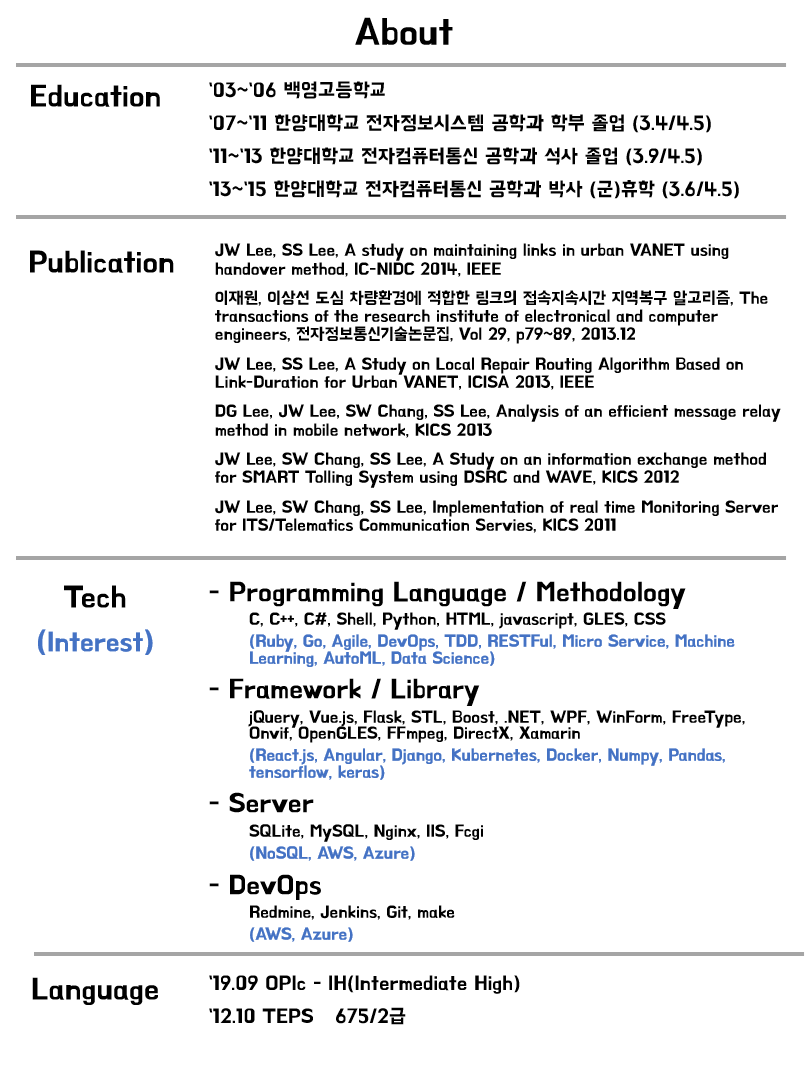 About
Education
'03~'06 백영고등학교
'07~'11 한양대학교 전자정보시스템 공학과 학부 졸업 (3.4/4.5)
'11~'13 한양대학교 전자컴퓨터통신 공학과 석사 졸업 (3.9/4.5)
'13~'15 한양대학교 전자컴퓨터통신 공학과 박사 (군)휴학 (3.6/4.5)
Publication
JW Lee, SS Lee, A study on maintaining links in urban VANET using
handover method, IC-NIDC 2014, IEEE
이재원, 이상선 도심 차량환경에 적합한 링크의 접속지속시간 지역복구 알고리즘, The
transactions of the research institute of electronical and computer
engineers, 전자정보통신기술논문집, Vol 29, p79~89, 2013.12
JW Lee, SS Lee, A Study on Local Repair Routing Algorithm Based on
Link-Duration for Urban VANET, ICISA 2013, IEEE
DG Lee, JW Lee, SW Chang, SS Lee, Analysis of an efficient message relay
method in mobile network, KICS 2013
JW Lee, SW Chang, SS Lee, A Study on an information exchange method
for SMART Tolling System using DSRC and WAVE, KICS 2012
JW Lee, SW Chang, SS Lee, Implementation of real time Monitoring Server
for ITS/Telematics Communication Servies, KICS 2011
Tech
(Interest)
- Programming Language / Methodology
C, C++, C#, Shell, Python, HTML, javascript, GLES, CSS
(Ruby, Go, Agile, DevOps, TDD, RESTFul, Micro Service, Machine
Learning, AutoML, Data Science)
- Framework / Library
jQuery, Vue.js, Flask, STL, Boost, .NET, WPF, WinForm, FreeType,
Onvif, OpenGLES, FFmpeg, DirectX, Xamarin
(React.js, Angular, Django, Kubernetes, Docker, Numpy, Pandas,
tensorflow, keras)
- Server
SQLite, MySQL, Nginx, IIS, Fcgi
(NoSQL, AWS, Azure)
- DevOps
Redmine, Jenkins, Git, make
(AWS, Azure)
Language
'19.09 OPIc - IH(Intermediate High)
'12.10 TEPS 675/2급